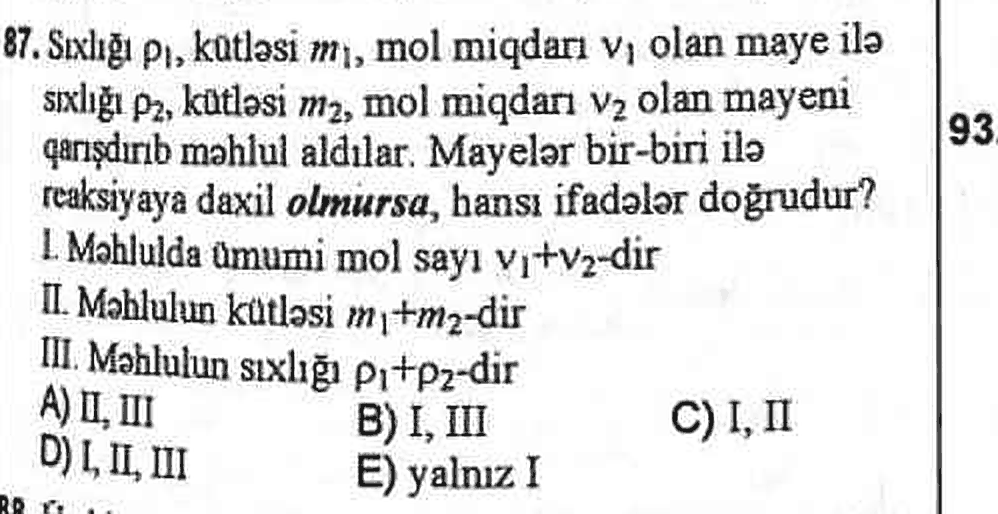 87. Sıxlığı ρ₁, kütləsi m₁, mol miqdarı ν₁ olan maye ilə
sıxlığı ρ₂, kütləsi m₂, mol miqdarı ν₂ olan mayeni
qarışdırıb məhlul aldılar. Mayelər bir-biri ilə
reaksiyaya daxil olmursa, hansı ifadələr doğrudur?
I. Məhlulda ümumi mol sayı ν₁+ν₂-dir
II. Məhlulun kütləsi m₁+m₂-dir
III. Məhlulun sıxlığı ρ₁+ρ₂-dir
A) II, III B) I, III C) I, II
D) I, II, III E) yalnız I
93.
88.